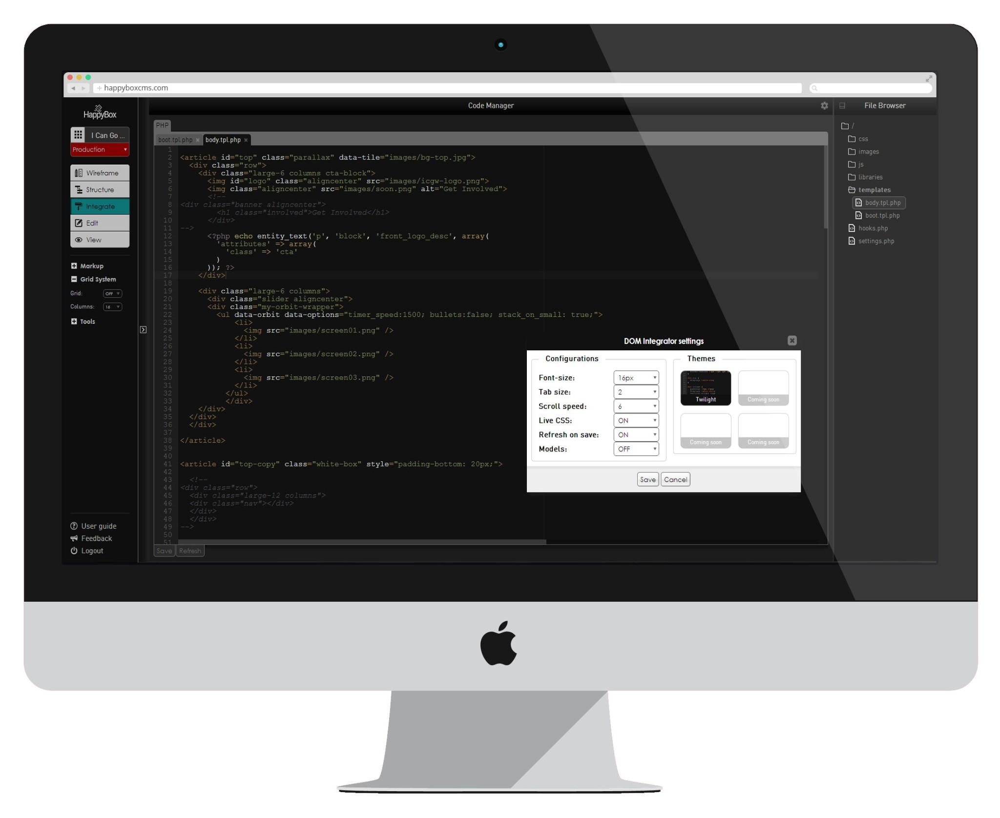 happyboxcms.com
HappyBox
I Can Go ...
Production
Wireframe
Structure
Integrate
Edit
View
Markup
Grid System
Grid: OFF
Columns: 16
Tools
User guide
Feedback
Logout
Code Manager
PHP
boot.tpl.php × body.tpl.php ×
1
2 <article id="top" class="parallax" data-tile="images/bg-top.jpg">
3 <div class="row">
4 <div class="large-6 columns cta-block">
5 <img id="logo" class="aligncenter" src="images/icgw-logo.png">
6 <img class="aligncenter" src="images/soon.png" alt="Get Involved">
7 <!--
8 <div class="banner aligncenter">
9 <h1 class="involved">Get Involved</h1>
10 </div>
11 -->
12 <?php echo entity_text('p', 'block', 'front_logo_desc', array(
13 'attributes' => array(
14 'class' => 'cta'
15 )
16 )); ?>
17 </div>
18
19 <div class="large-6 columns">
20 <div class="slider aligncenter">
21 <div class="my-orbit-wrapper">
22 <ul data-orbit data-options="timer_speed:1500; bullets:false; stack_on_small: true;">
23 <li>
24 <img src="images/screen01.png" />
25 </li>
26 <li>
27 <img src="images/screen02.png" />
28 </li>
29 <li>
30 <img src="images/screen03.png" />
31 </li>
32 </ul>
33 </div>
34 </div>
35 </div>
36 </div>
37
38 </article>
39
40
41 <article id="top-copy" class="white-box" style="padding-bottom: 20px;">
42
43 <!--
44 <div class="row">
45 <div class="large-12 columns">
46 <div class="nav"></div>
47 </div>
48 </div>
49 -->
50
51
Save Refresh
DOM Integrator settings
Configurations
Font-size: 16px
Tab size: 2
Scroll speed: 6
Live CSS: ON
Refresh on save: ON
Models: OFF
Themes
Twilight
Coming soon
Coming soon
Coming soon
Save Cancel
File Browser
/
css
images
js
libraries
templates
body.tpl.php
boot.tpl.php
hooks.php
settings.php